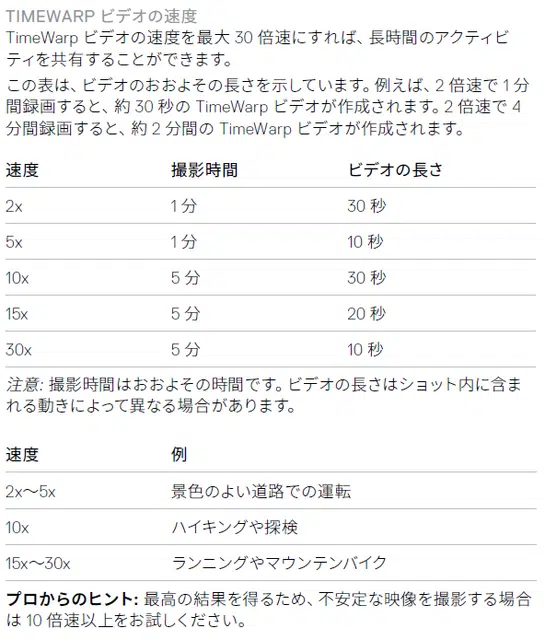 TIMEWARP ビデオの速度
TimeWarp ビデオの速度を最大 30 倍速にすれば、長時間のアクティビ
ティを共有することができます。
この表は、ビデオのおおよその長さを示しています。例えば、2 倍速で 1 分
間録画すると、約 30 秒の TimeWarp ビデオが作成されます。2 倍速で 4
分間録画すると、約 2 分間の TimeWarp ビデオが作成されます。
速度 撮影時間 ビデオの長さ
2x 1 分 30 秒
5x 1 分 10 秒
10x 5 分 30 秒
15x 5 分 20 秒
30x 5 分 10 秒
注意: 撮影時間はおおよその時間です。ビデオの長さはショット内に含ま
れる動きによって異なる場合があります。
速度 例
2x～5x 景色のよい道路での運転
10x ハイキングや探検
15x～30x ランニングやマウンテンバイク
プロからのヒント: 最高の結果を得るため、不安定な映像を撮影する場合
は 10 倍速以上をお試しください。